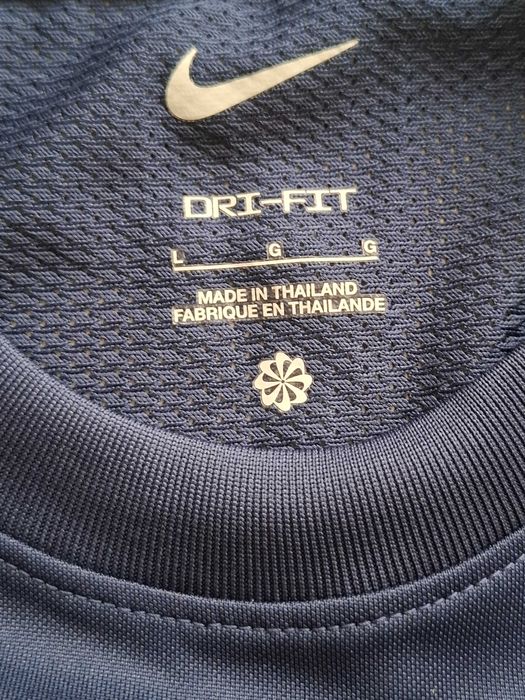 DRI-FIT
L G G
MADE IN THAILAND
FABRIQUE EN THAILANDE